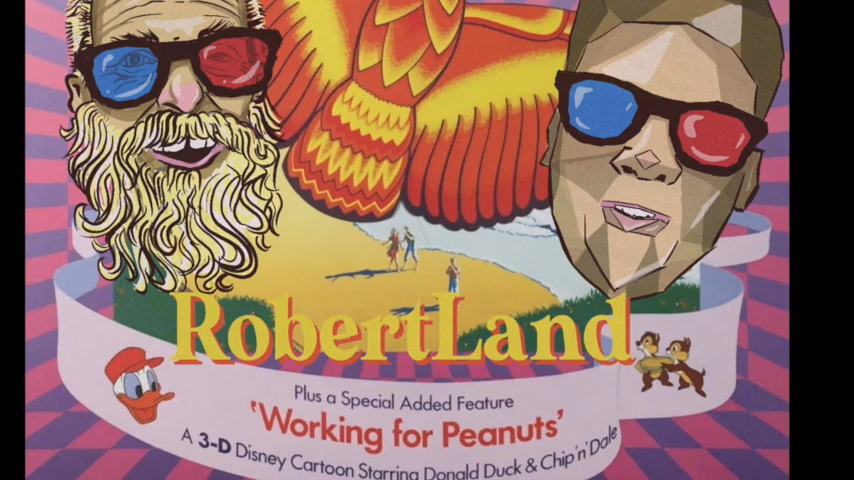 RobertLand
Plus a Special Added Feature
'Working for Peanuts'
A 3-D Disney Cartoon Starring Donald Duck & Chip 'n' Dale